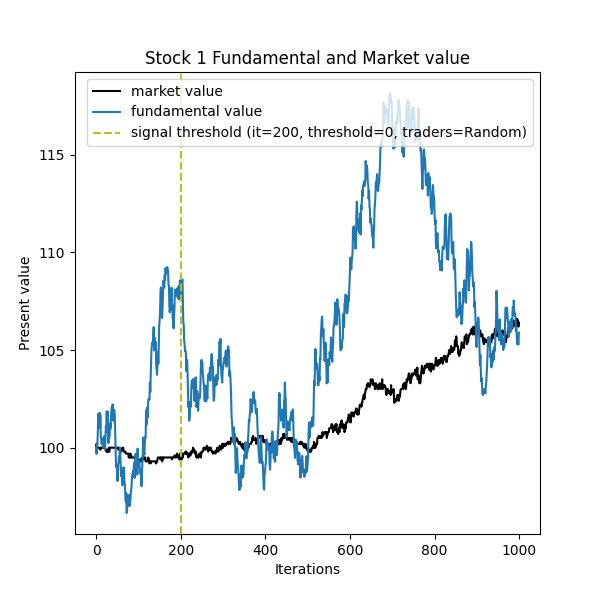 Stock 1 Fundamental and Market value
market value
fundamental value
signal threshold (it=200, threshold=0, traders=Random)
115
110
105
100
Present value
0 200 400 600 800 1000
Iterations